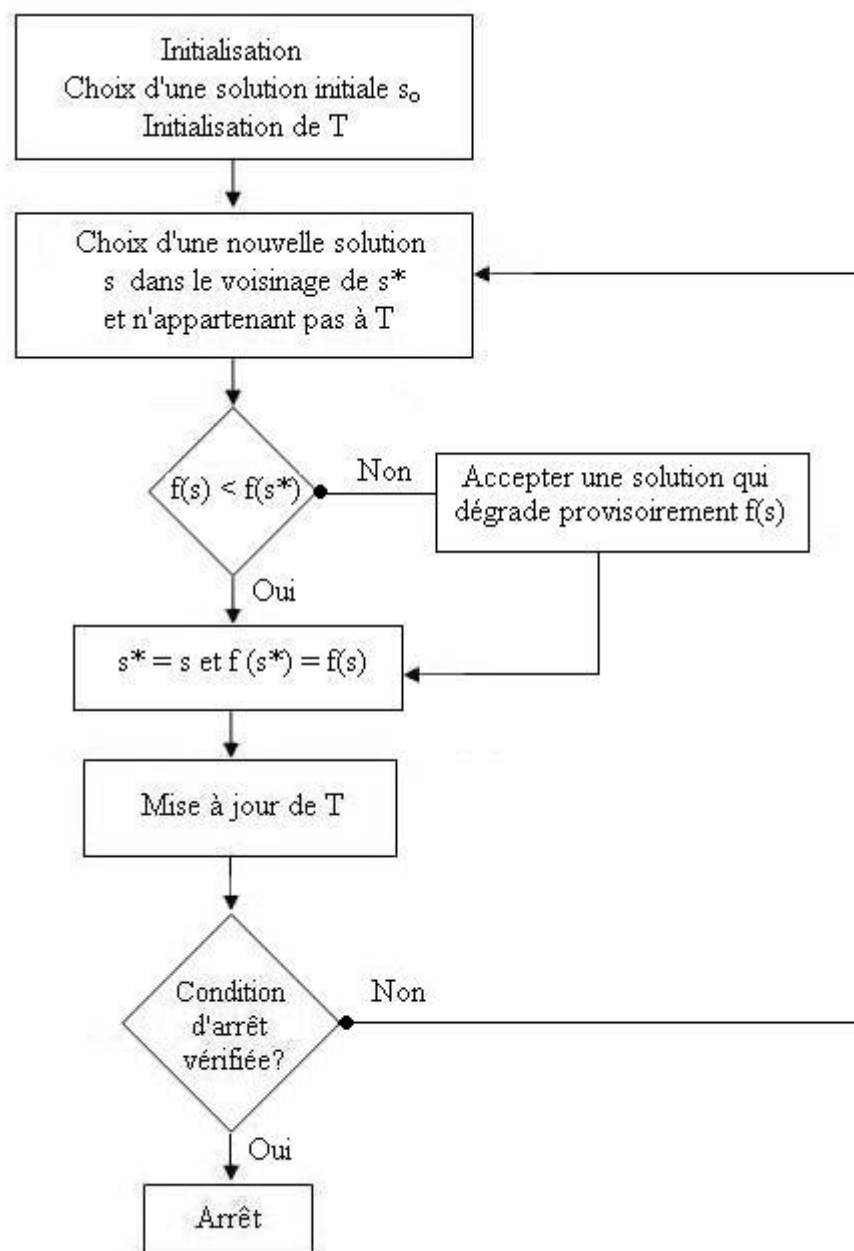 Initialisation
Choix d'une solution initiale s₀
Initialisation de T
Choix d'une nouvelle solution
s dans le voisinage de s*
et n'appartenant pas à T
f(s) < f(s*)
Non
Accepter une solution qui
dégrade provisoirement f(s)
Oui
s* = s et f (s*) = f(s)
Mise à jour de T
Condition
d'arrêt
vérifiée?
Non
Oui
Arrêt